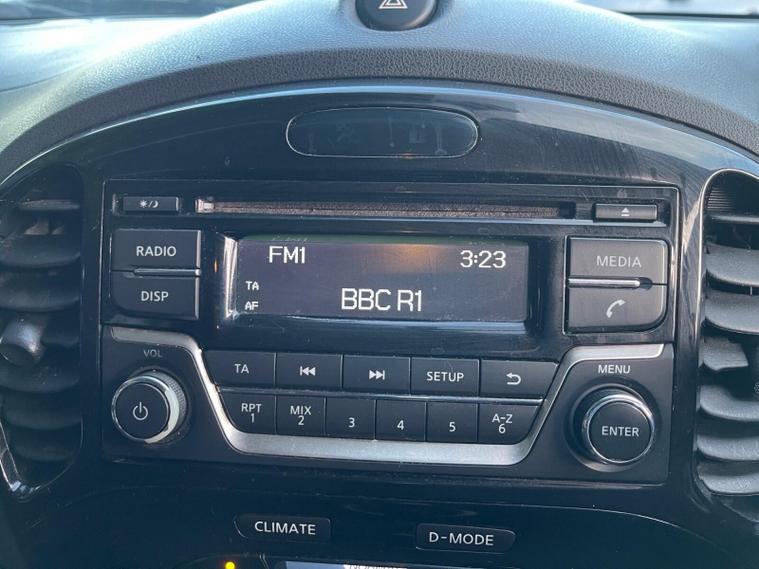 RADIO
DISP
FM1 3:23
TA
AF
BBC R1
MEDIA
VOL
TA
SETUP
MENU
RPT MIX A-Z
1 2 3 4 5 6
ENTER
CLIMATE
D-MODE